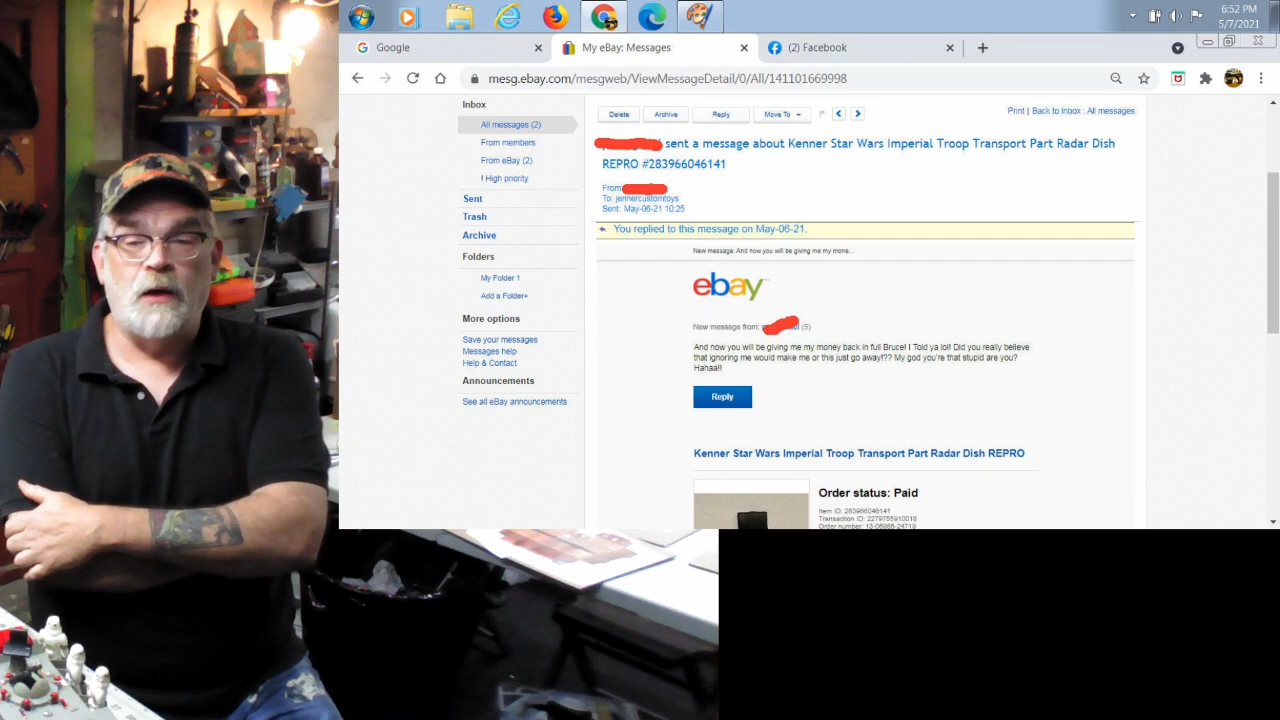 6:52 PM
5/7/2021
Google
My eBay: Messages
(2) Facebook
mesg.ebay.com/mesgweb/ViewMessageDetail/0/All/141101669998
Inbox
All messages (2)
From members
From eBay (2)
! High priority
Sent
Trash
Archive
Folders
My Folder 1
Add a Folder+
More options
Save your messages
Messages help
Help & Contact
Announcements
See all eBay announcements
Delete Archive Reply Move To
Print | Back to Inbox : All messages
sent a message about Kenner Star Wars Imperial Troop Transport Part Radar Dish
REPRO #283966046141
From:
To: jennercustomtoys
Sent: May-06-21 10:25
You replied to this message on May-06-21.
New message: And now you will be giving me my mone..
ebay
New message from: (5)
And now you will be giving me my money back in full Bruce! I Told ya lol! Did you really believe
that ignoring me would make me or this just go away!?? My god you're that stupid are you?
Hahaa!!
Reply
Kenner Star Wars Imperial Troop Transport Part Radar Dish REPRO
Order status: Paid
Item ID: 283966046141
Transaction ID: 2279755910018